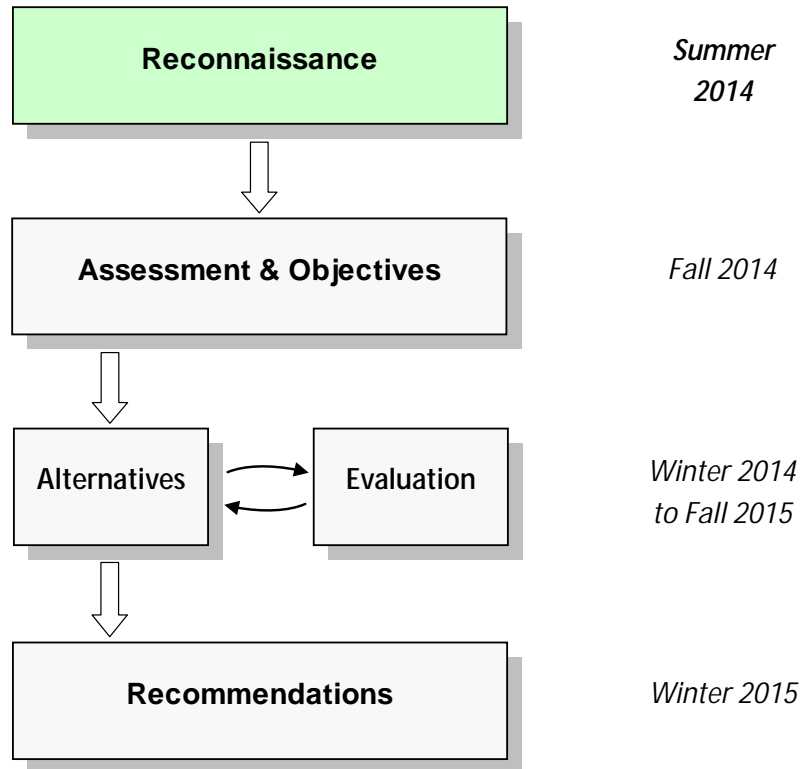 Reconnaissance
Summer
2014
Assessment & Objectives
Fall 2014
Alternatives
Evaluation
Winter 2014
to Fall 2015
Recommendations
Winter 2015